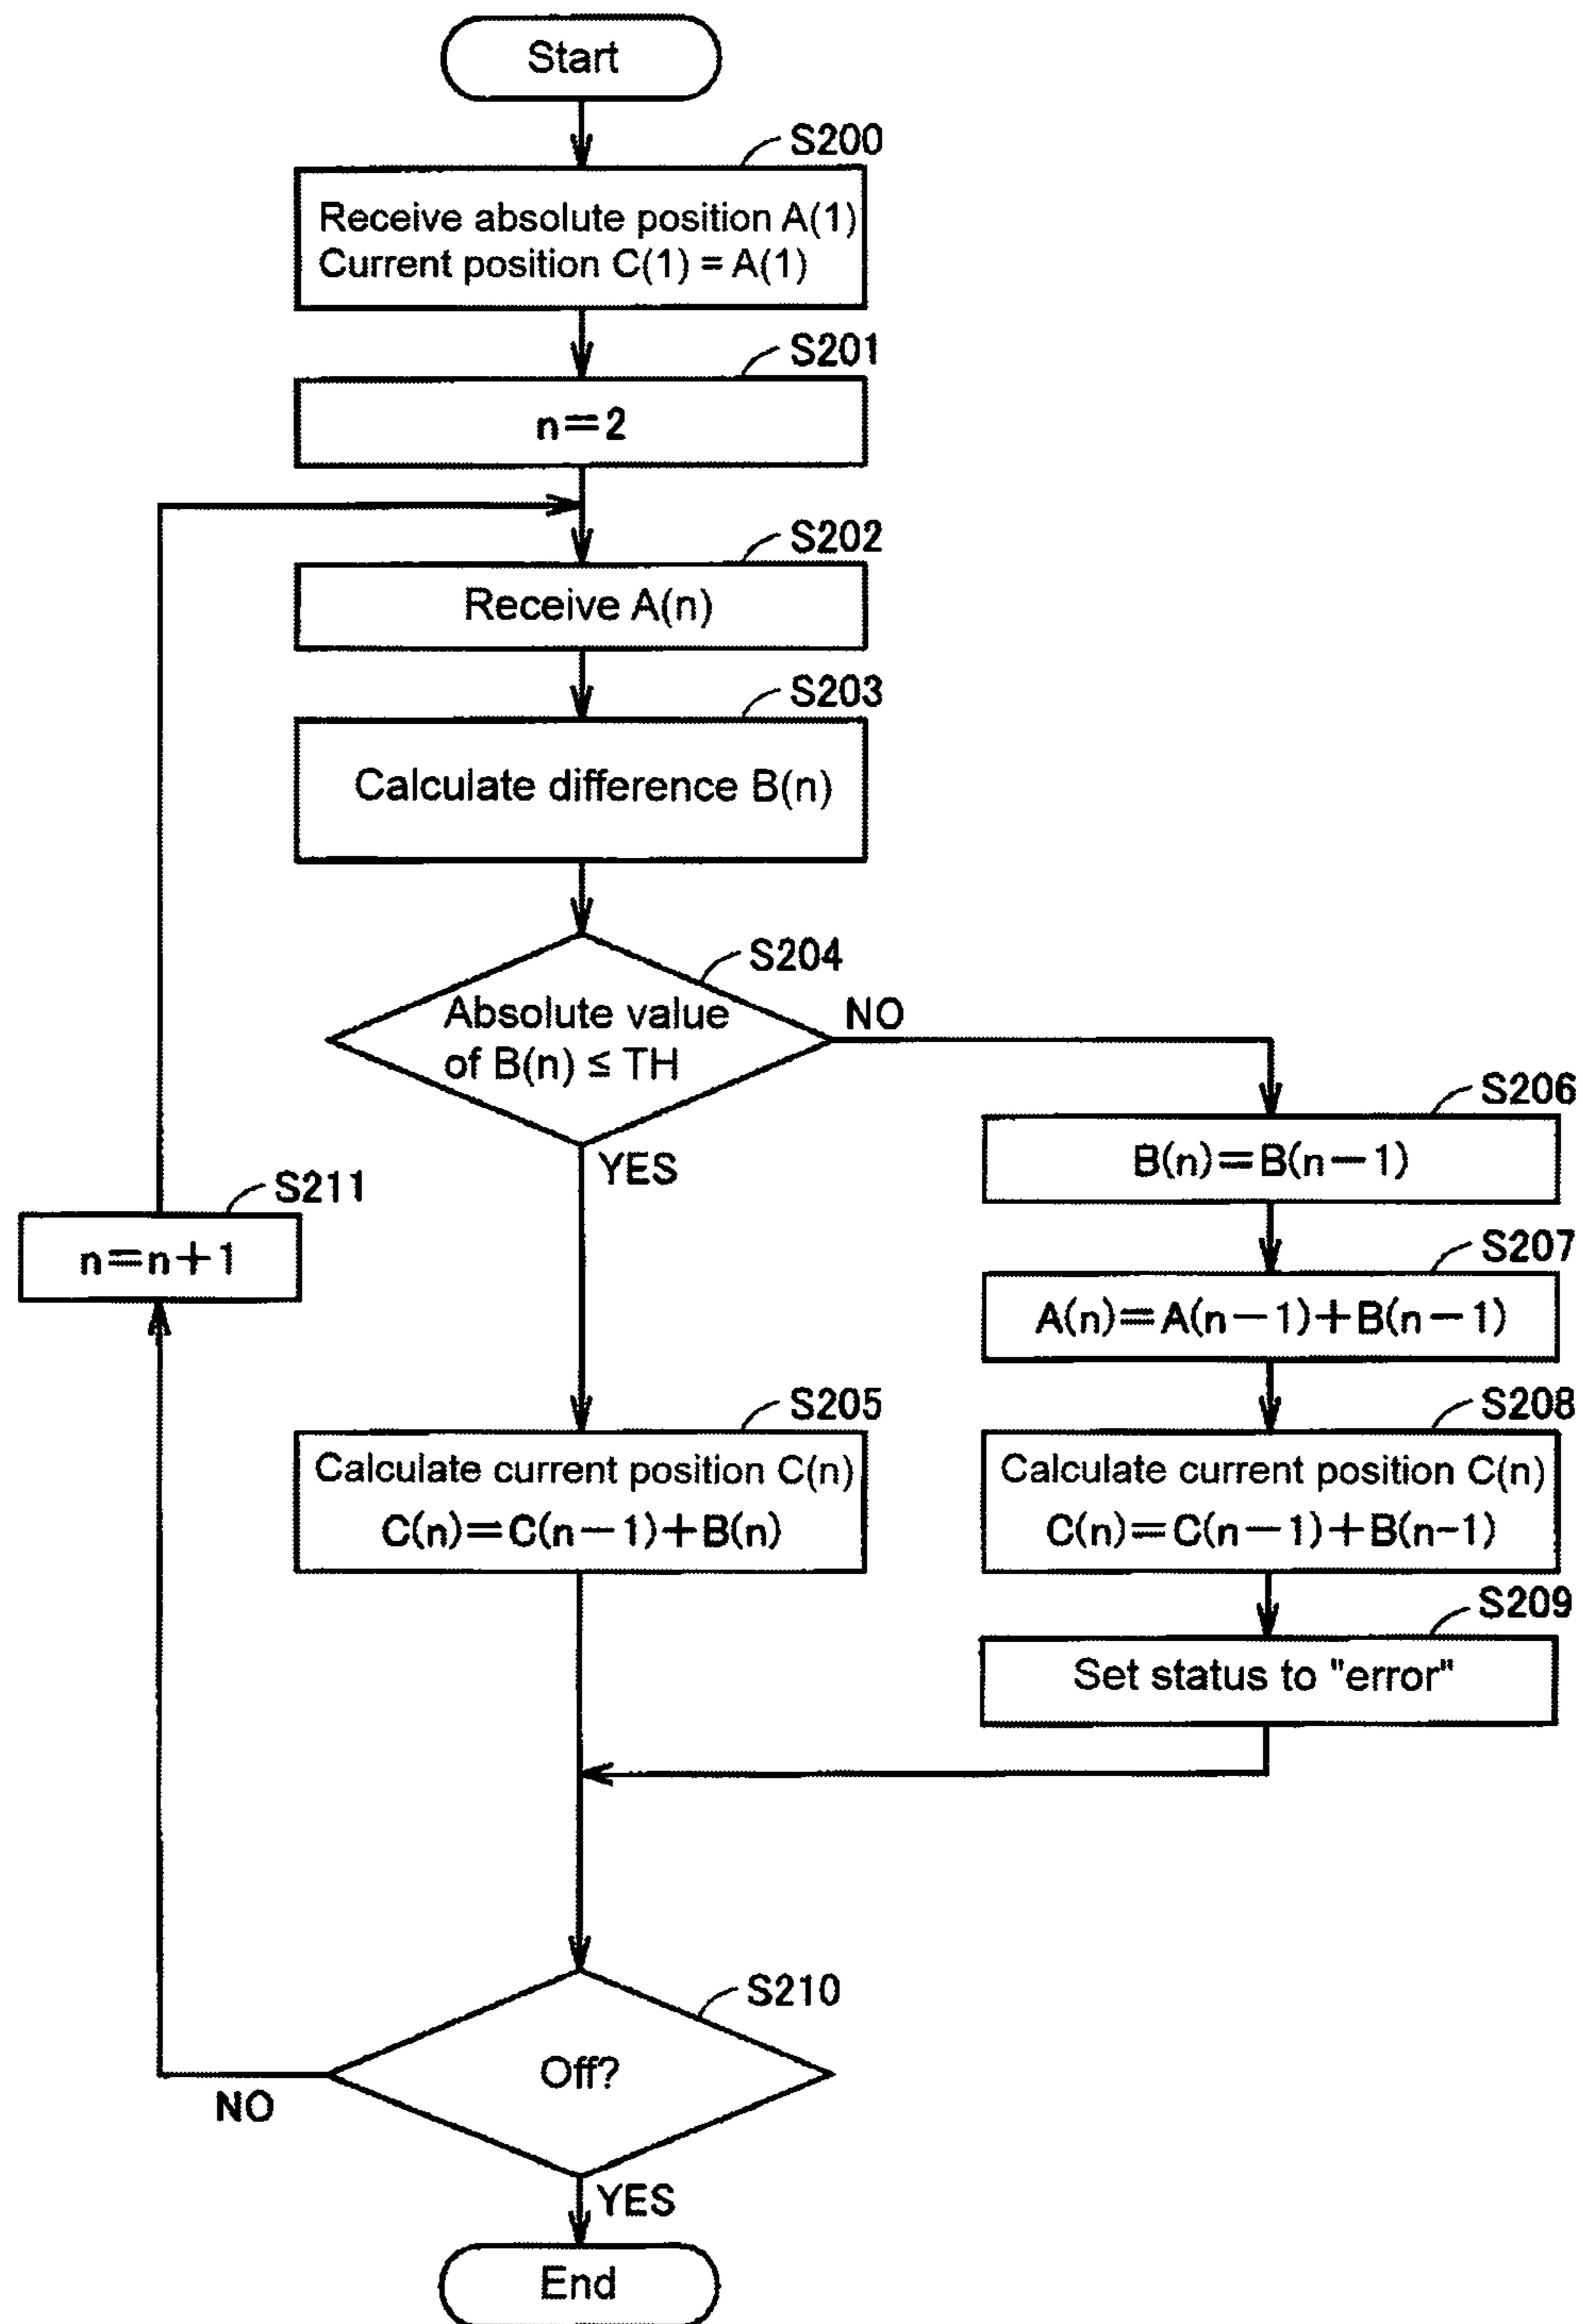 Start
S200
Receive absolute position A(1)
Current position C(1) = A(1)
S201
n=2
S202
Receive A(n)
S203
Calculate difference B(n)
S204
Absolute value
of B(n) ≤ TH
NO
YES
S206
B(n)=B(n-1)
S207
A(n)=A(n-1)+B(n-1)
S211
n=n+1
S205
Calculate current position C(n)
C(n)=C(n-1)+B(n)
S208
Calculate current position C(n)
C(n)=C(n-1)+B(n-1)
S209
Set status to "error"
S210
Off?
NO
YES
End